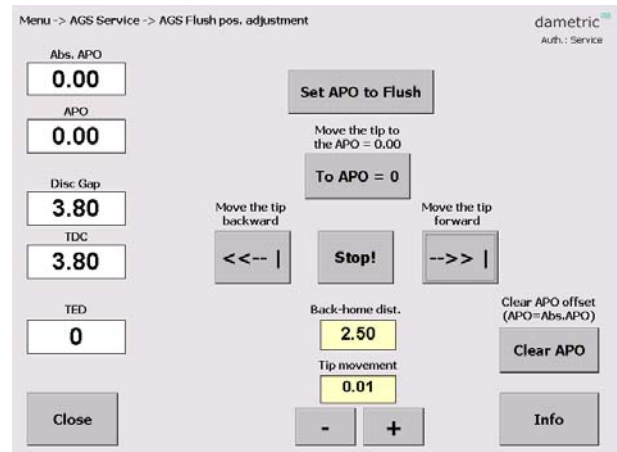 Menu -> AGS Service -> AGS Flush pos. adjustment
dametric
Auth.: Service
Abs. APO
0.00
APO
0.00
Disc Gap
3.80
TDC
3.80
TED
0
Close
Set APO to Flush
Move the tip to
the APO = 0.00
To APO = 0
Move the tip
backward
<<-- |
Stop!
Move the tip
forward
-->> |
Back-home dist.
2.50
Tip movement
0.01
-
+
Clear APO offset
(APO=Abs.APO)
Clear APO
Info